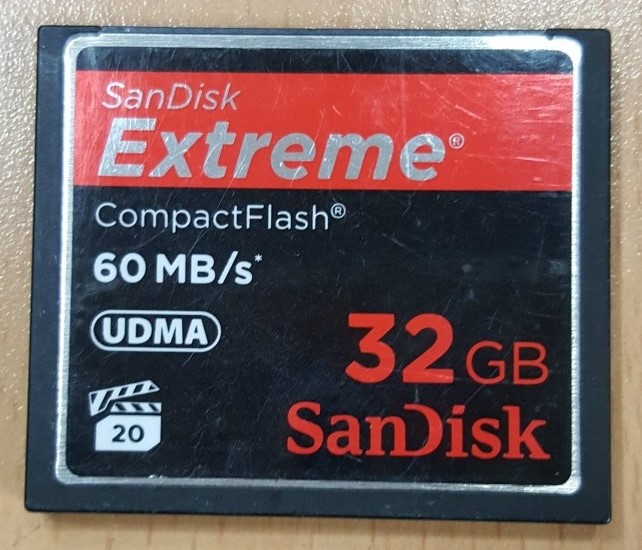 SanDisk
Extreme®
CompactFlash®
60 MB/s*
UDMA
32 GB
20
SanDisk